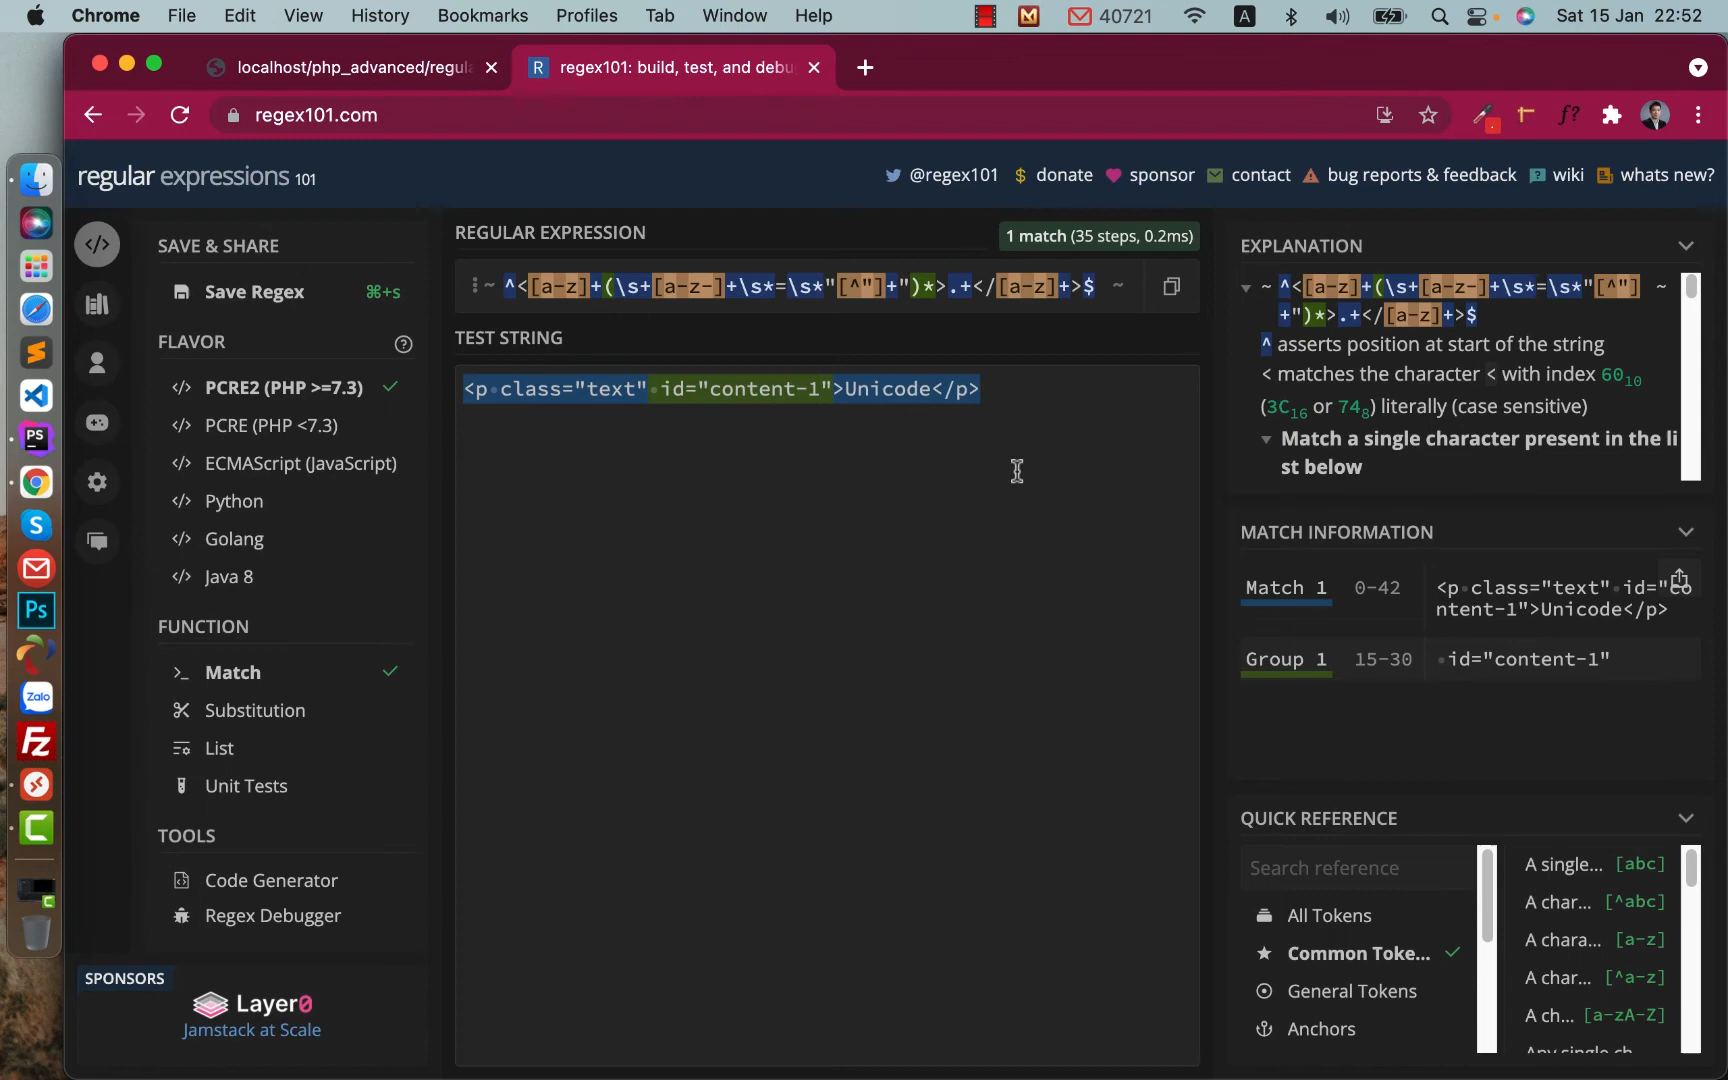 Chrome File Edit View History Bookmarks Profiles Tab Window Help 40721 A Sat 15 Jan 22:52
localhost/php_advanced/regula
regex101: build, test, and debu
regex101.com
regular expressions 101
@regex101 $ donate sponsor contact bug reports & feedback wiki whats new?
SAVE & SHARE
Save Regex ⌘+s
FLAVOR
</> PCRE2 (PHP >=7.3)
</> PCRE (PHP <7.3)
</> ECMAScript (JavaScript)
</> Python
</> Golang
</> Java 8
FUNCTION
Match
Substitution
List
Unit Tests
TOOLS
Code Generator
Regex Debugger
SPONSORS
Layer0
Jamstack at Scale
REGULAR EXPRESSION
1 match (35 steps, 0.2ms)
~ ^<[a-z]+(\s+[a-z-]+\s*=\s*"[^"]+")*>.+</[a-z]+>$ ~
TEST STRING
<p class="text" id="content-1">Unicode</p>
EXPLANATION
~ ^<[a-z]+(\s+[a-z-]+\s*=\s*"[^"] ~
+")*>.+</[a-z]+>$
^ asserts position at start of the string
< matches the character < with index 60₁₀
(3C₁₆ or 74₈) literally (case sensitive)
Match a single character present in the li
st below
MATCH INFORMATION
Match 1 0-42 <p class="text" id="co
ntent-1">Unicode</p>
Group 1 15-30 id="content-1"
QUICK REFERENCE
Search reference
All Tokens
Common Toke...
General Tokens
Anchors
A single... [abc]
A char... [^abc]
A chara... [a-z]
A char... [^a-z]
A ch... [a-zA-Z]
PS
S
Ps
Zalo
Fz
C